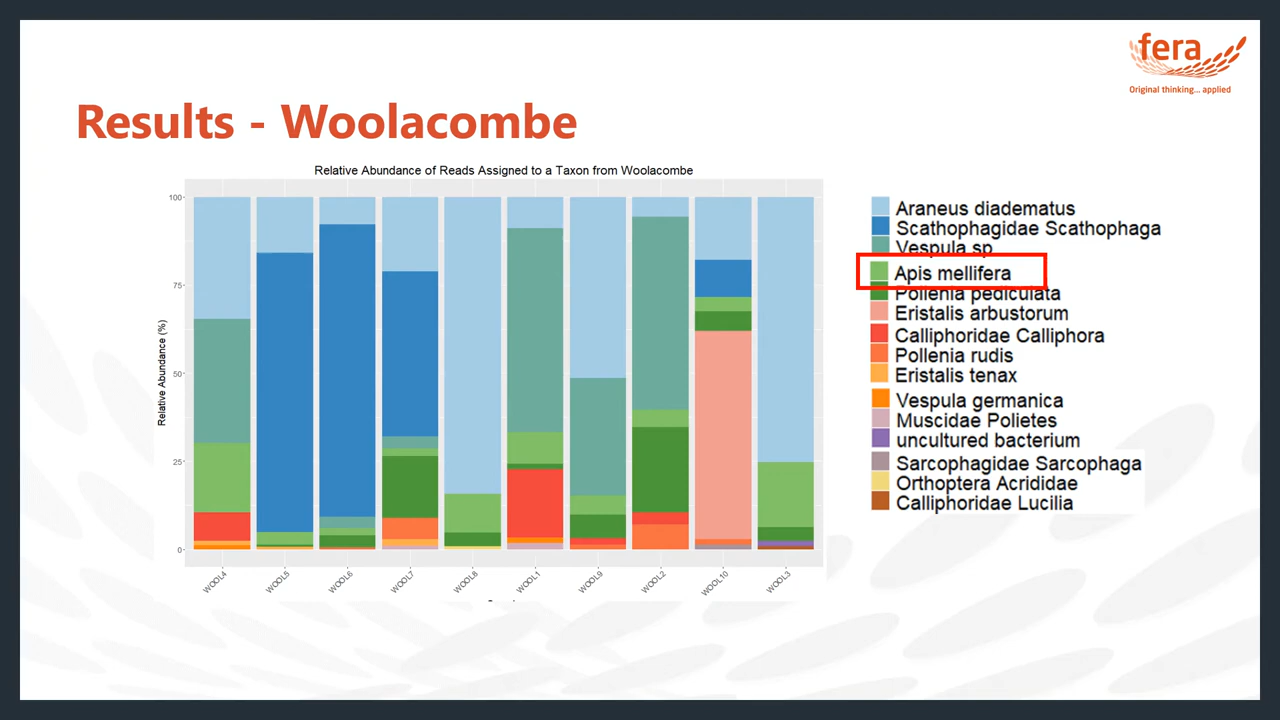 fera
Original thinking... applied
Results - Woolacombe
Relative Abundance of Reads Assigned to a Taxon from Woolacombe
Relative Abundance (%)
100
75
50
25
0
WOOL4
WOOL5
WOOL6
WOOL7
WOOL8
WOOL1
WOOL9
WOOL2
WOOL10
WOOL3
Araneus diadematus
Scathophagidae Scathophaga
Vespula sp
Apis mellifera
Pollenia pediculata
Eristalis arbustorum
Calliphoridae Calliphora
Pollenia rudis
Eristalis tenax
Vespula germanica
Muscidae Polietes
uncultured bacterium
Sarcophagidae Sarcophaga
Orthoptera Acrididae
Calliphoridae Lucilia